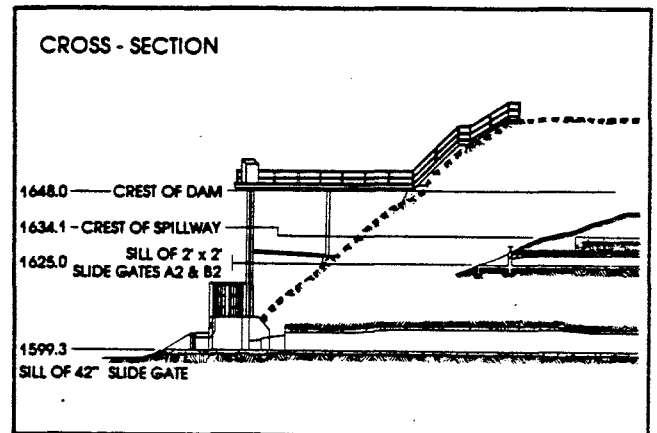 CROSS - SECTION
1648.0 CREST OF DAM
1634.1 - CREST OF SPILLWAY
SILL OF 2' x 2'
1625.0
SLIDE GATES A2 & B2
1599.3
SILL OF 42" SLIDE GATE